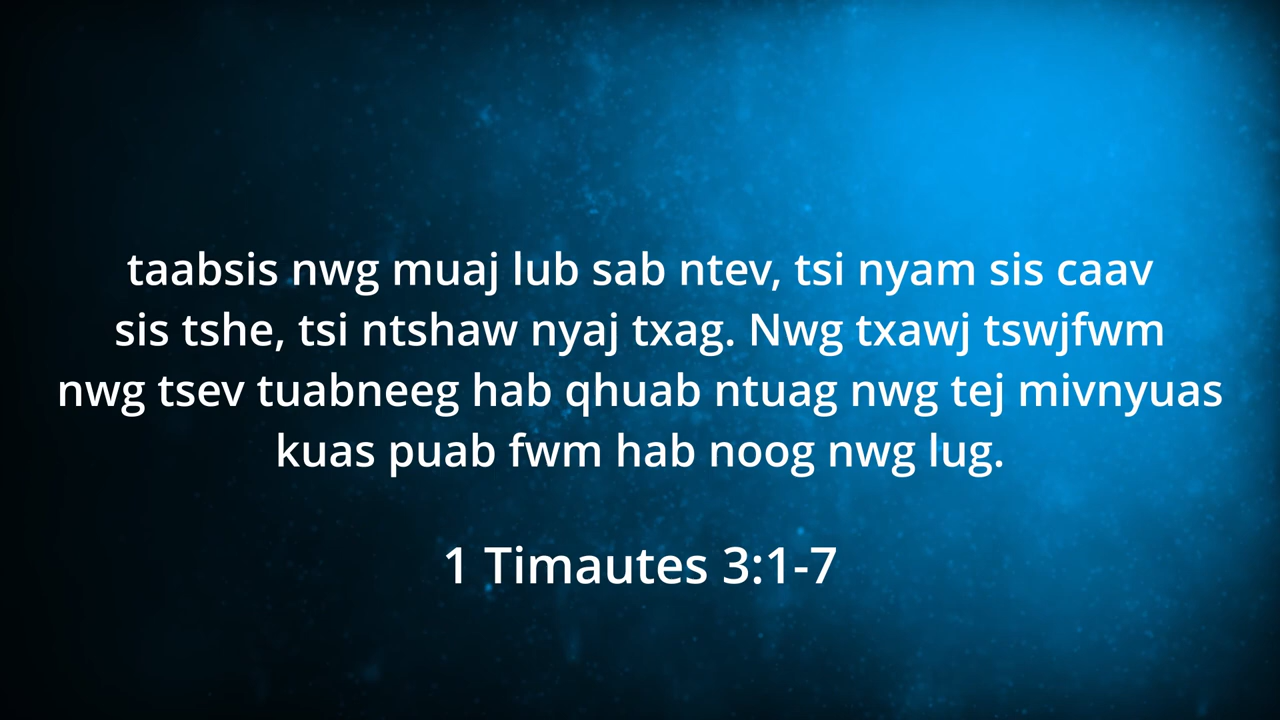 taabsis nwg muaj lub sab ntev, tsi nyam sis caav
sis tshe, tsi ntshaw nyaj txag. Nwg txawj tswjfwm
nwg tsev tuabneeg hab qhuab ntuag nwg tej mivnyuas
kuas puab fwm hab noog nwg lug.
1 Timautes 3:1-7